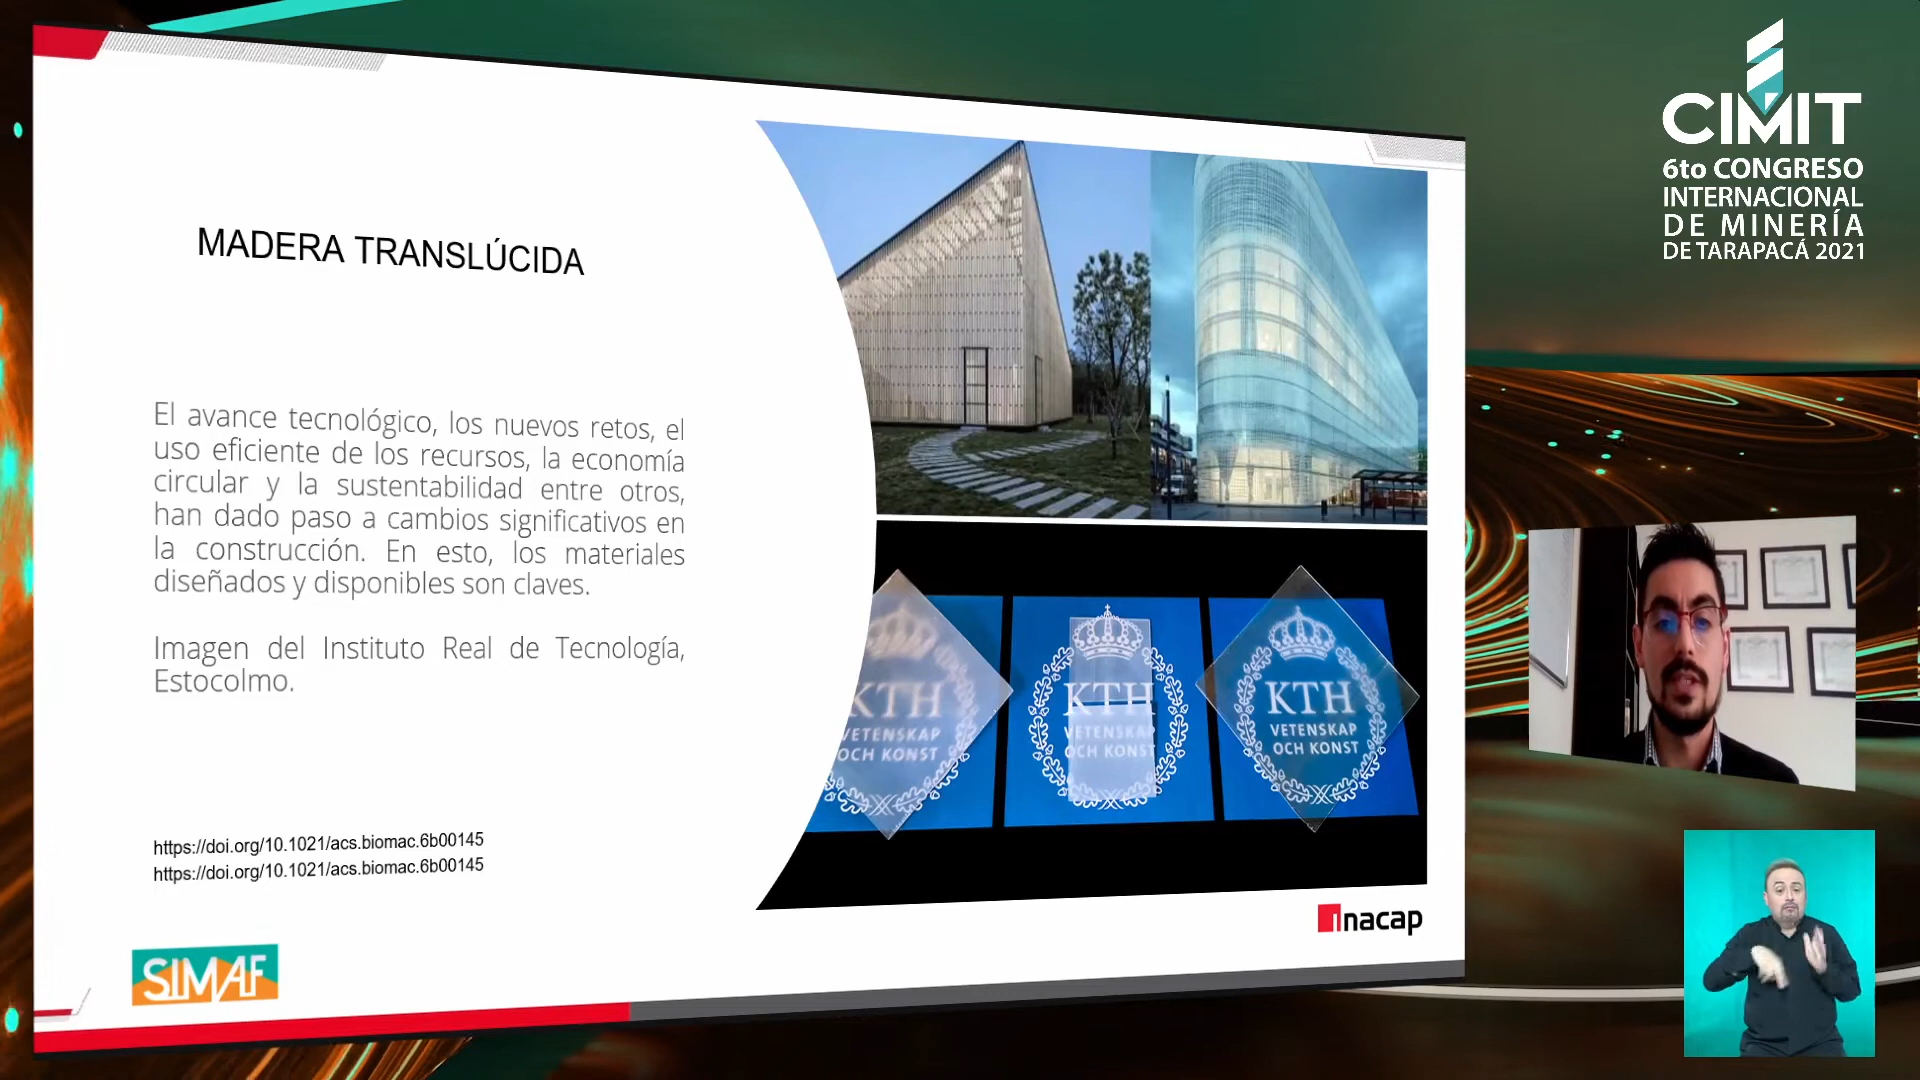 CIMIT
6to CONGRESO
INTERNACIONAL
DE MINERÍA
DE TARAPACÁ 2021
MADERA TRANSLÚCIDA
El avance tecnológico, los nuevos retos, el
uso eficiente de los recursos, la economía
circular y la sustentabilidad entre otros,
han dado paso a cambios significativos en
la construcción. En esto, los materiales
diseñados y disponibles son claves.
Imagen del Instituto Real de Tecnología,
Estocolmo.
https://doi.org/10.1021/acs.biomac.6b00145
https://doi.org/10.1021/acs.biomac.6b00145
KTH
VETENSKAP
OCH KONST
KTH
VETENSKAP
OCH KONST
KTH
VETENSKAP
OCH KONST
SIMAF
inacap